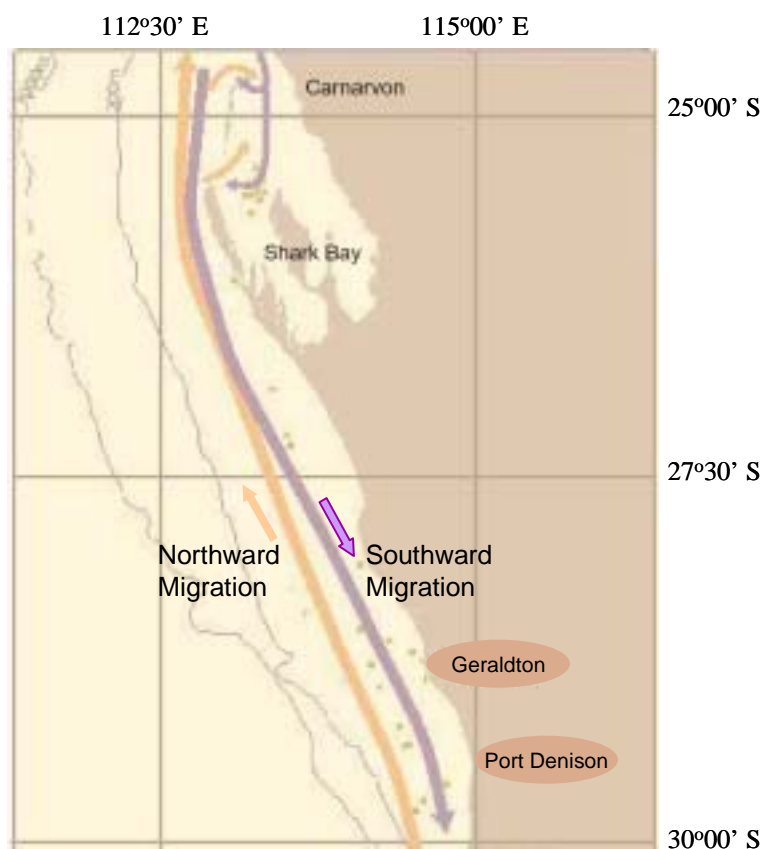 112º30’ E
115º00’ E
Carnarvon
25º00’ S
Shark Bay
27º30’ S
Northward
Migration
Southward
Migration
Geraldton
Port Denison
30º00’ S